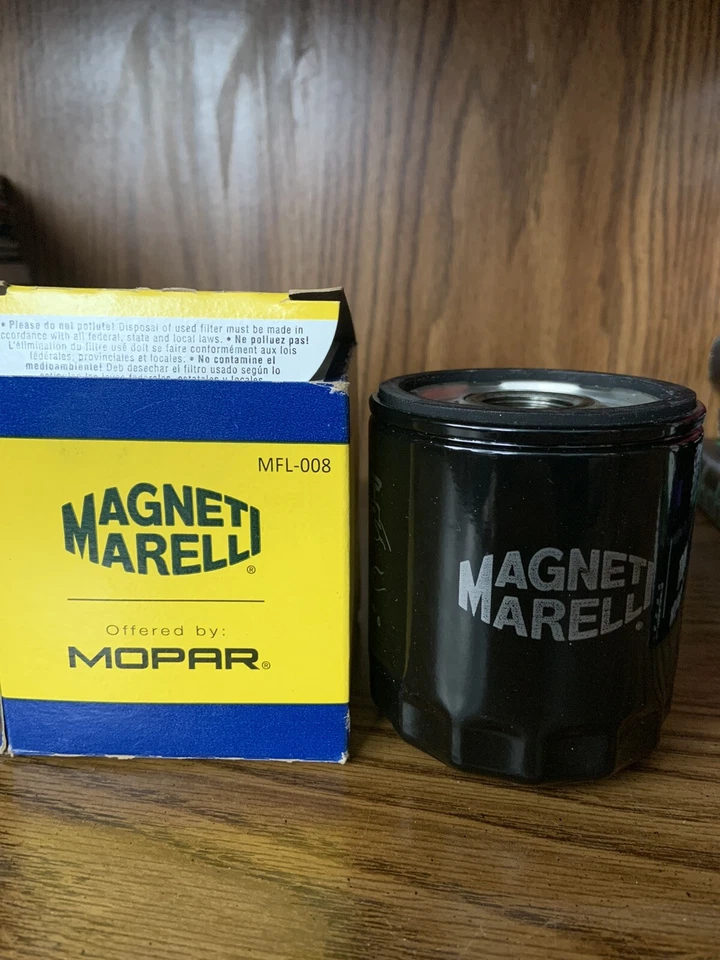 • Please do not pollute! Disposal of used filter must be made in
accordance with all federal, state and local laws. • Ne polluez pas!
L'élimination du filtre usé doit se faire conformément aux lois
fédérales, provinciales et locales. • No contamine el
medioambiente! Deb desechar el filtro usado según lo
MFL-008
MAGNETI
MARELLI®
Offered by:
MOPAR®
MAGNETI
MARELLI®